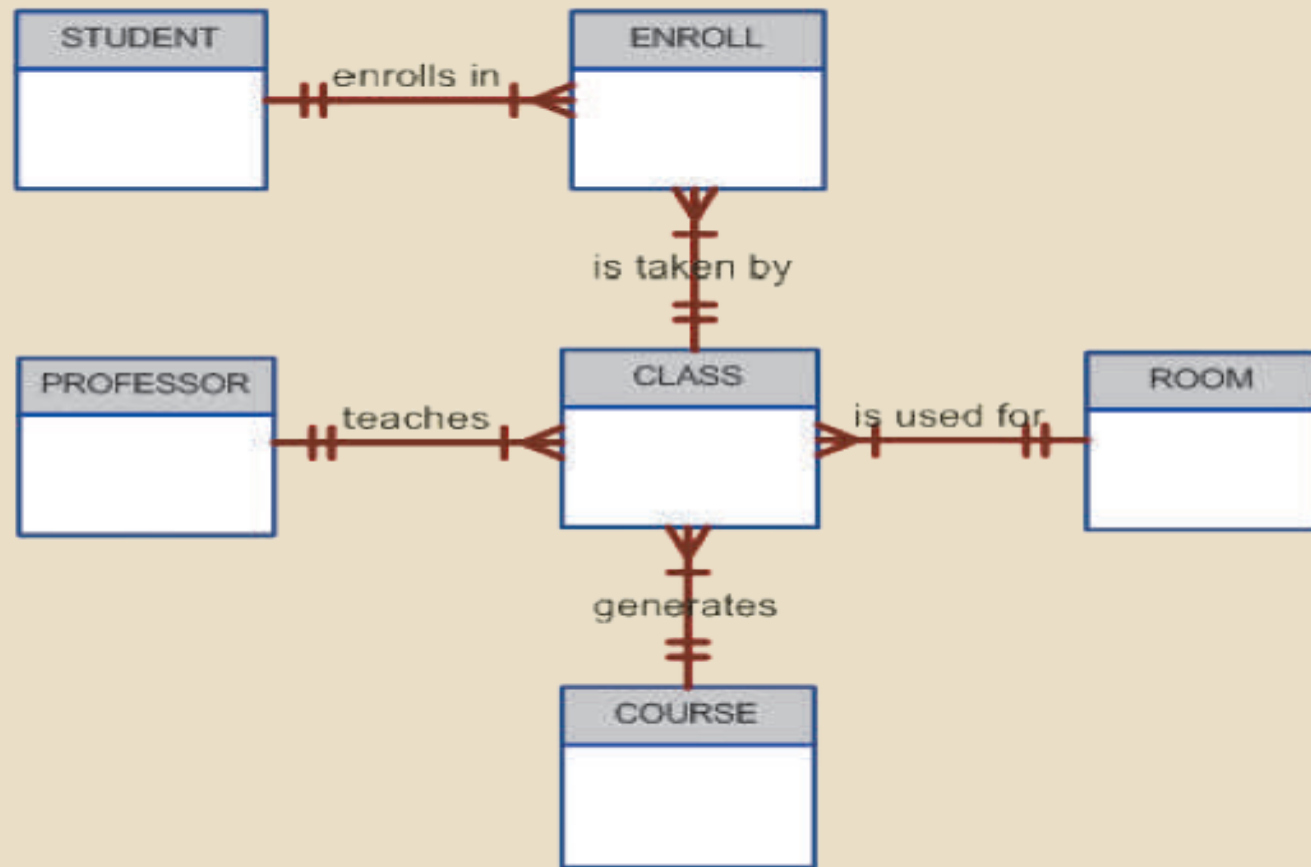 STUDENT
ENROLL
enrolls in
is taken by
PROFESSOR
CLASS
ROOM
teaches
is used for
generates
COURSE